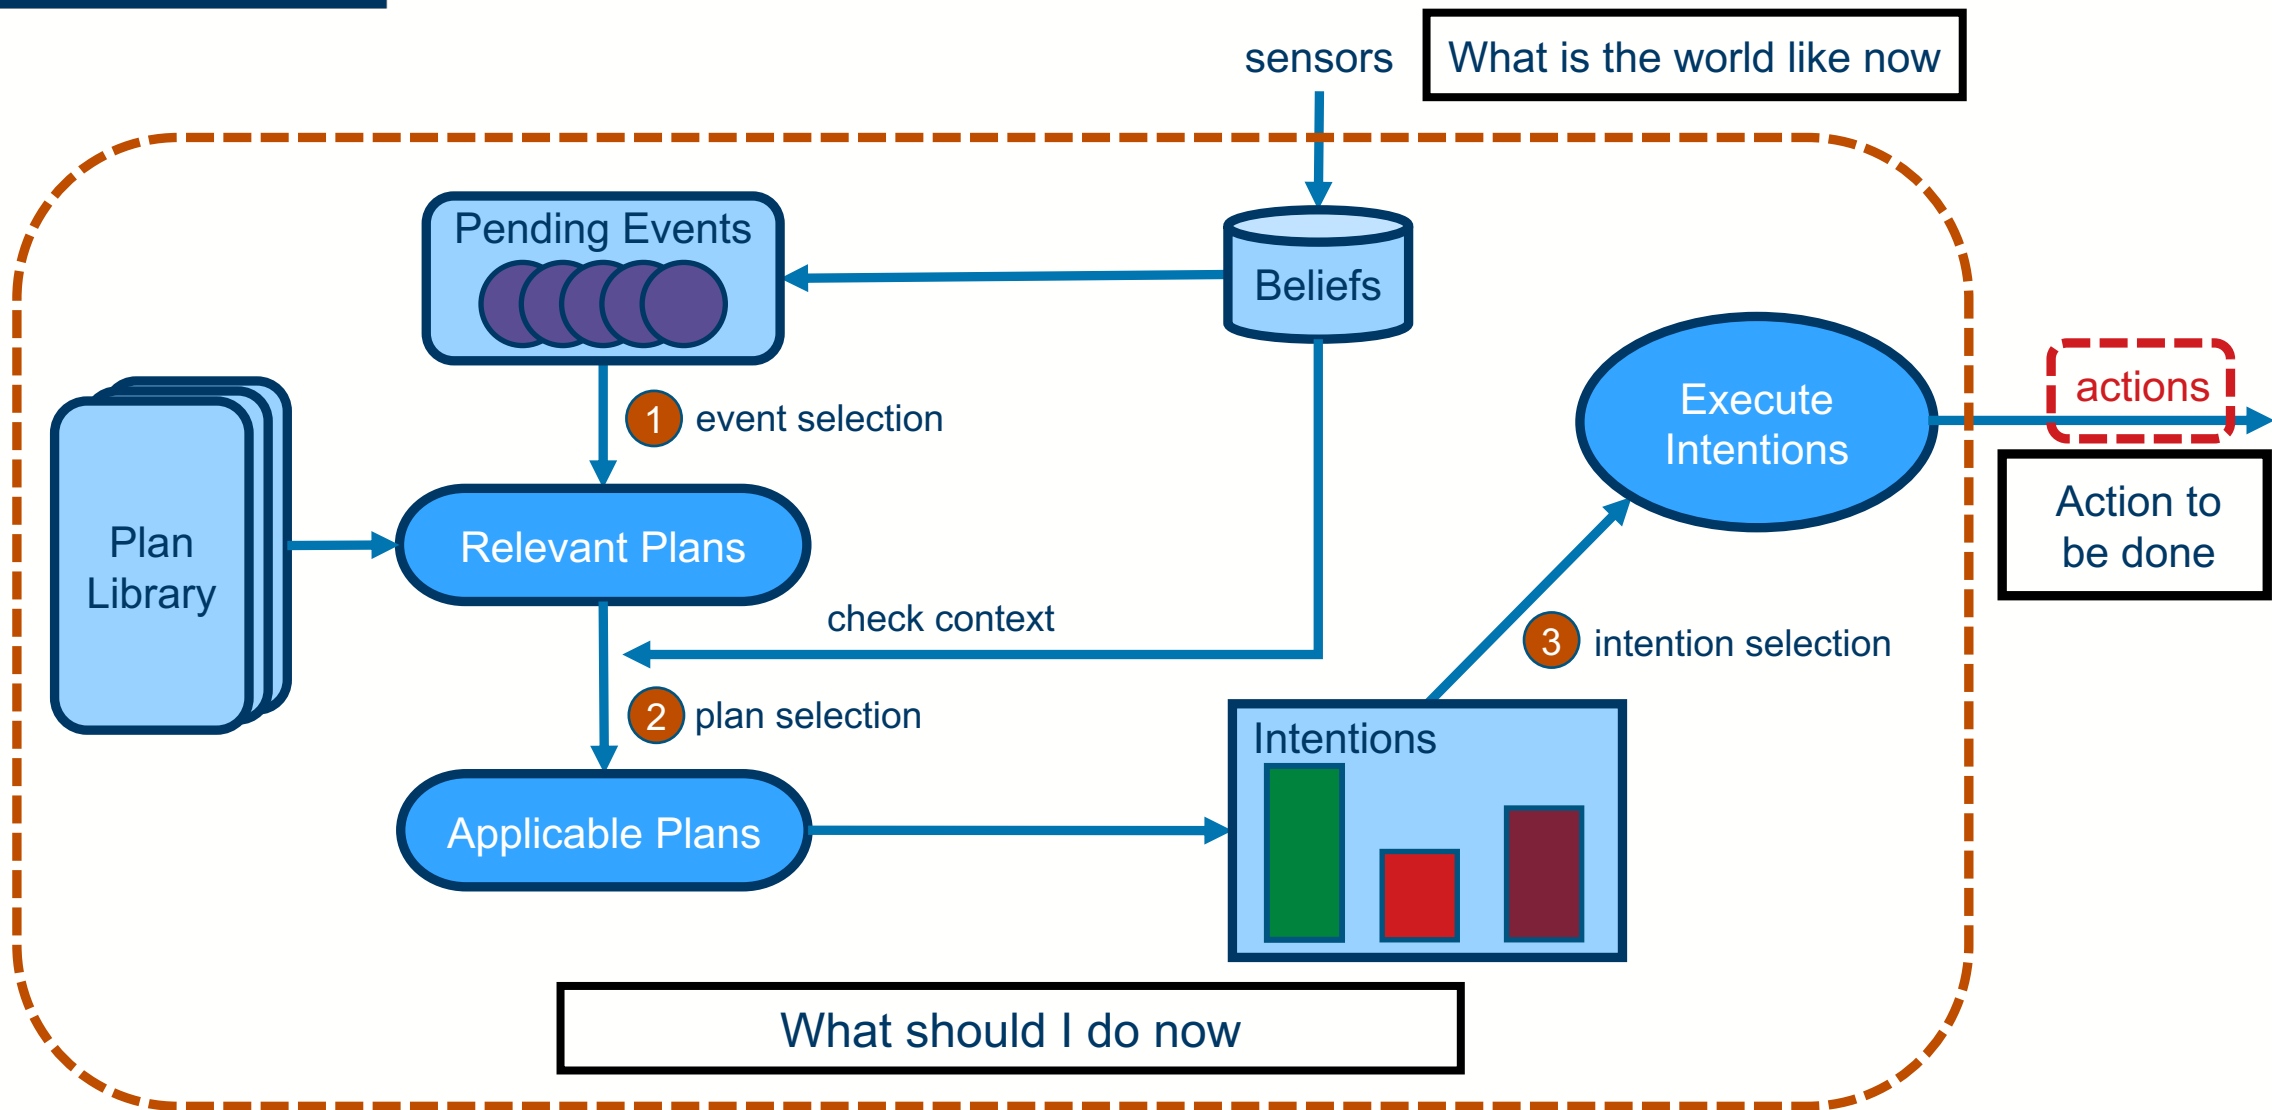 sensors
What is the world like now
Pending Events
Beliefs
Execute
Intentions
actions
1
event selection
Action to
be done
Plan
Library
Relevant Plans
check context
3
intention selection
2
plan selection
Intentions
Applicable Plans
What should I do now